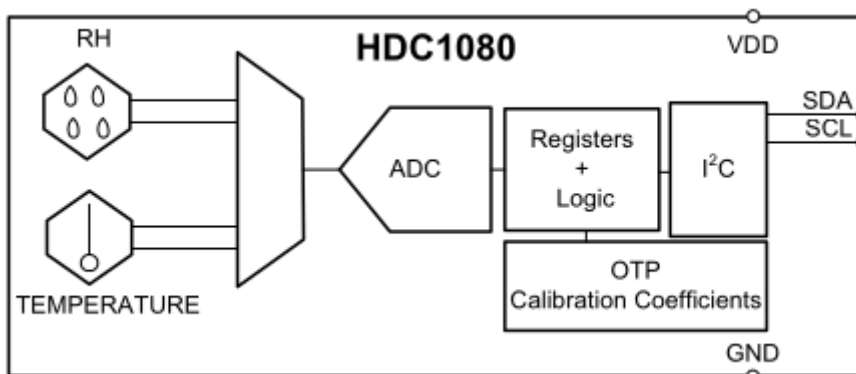 RH
HDC1080
VDD
SDA
SCL
ADC
Registers
+
Logic
I²C
TEMPERATURE
OTP
Calibration Coefficients
GND